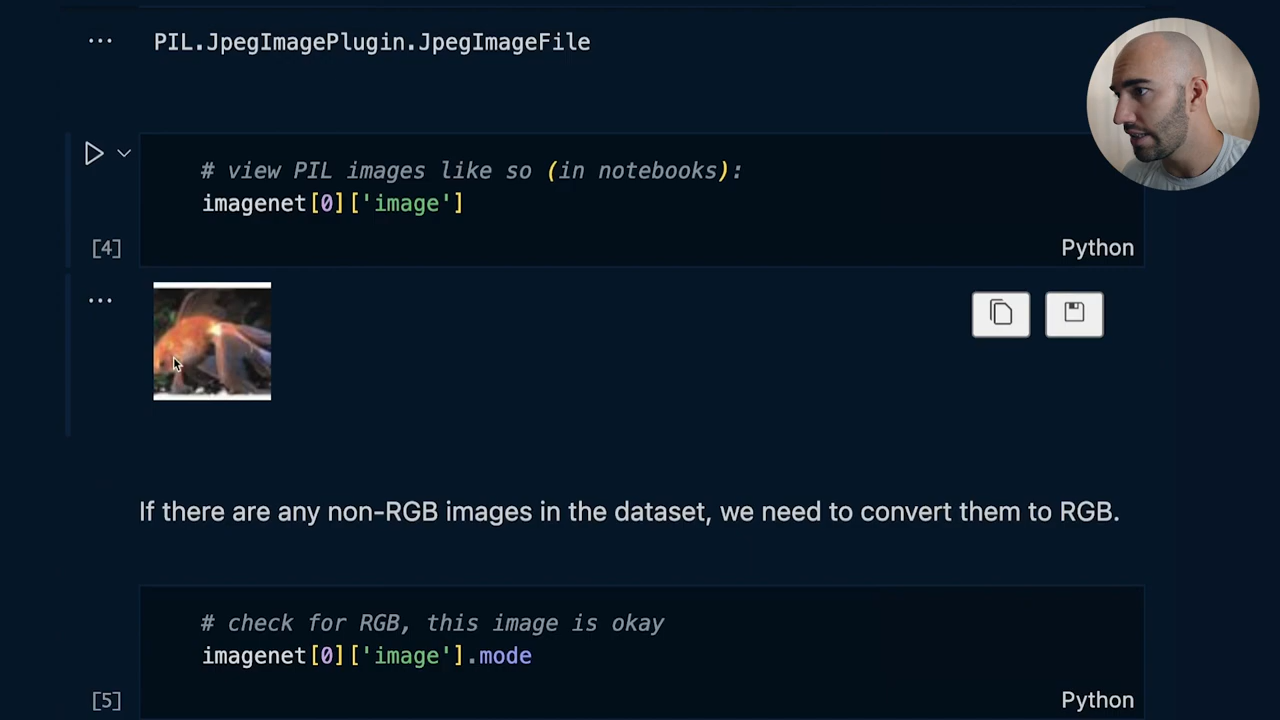 ... PIL.JpegImagePlugin.JpegImageFile
# view PIL images like so (in notebooks):
imagenet[0]['image']
[4]
Python
...
If there are any non-RGB images in the dataset, we need to convert them to RGB.
# check for RGB, this image is okay
imagenet[0]['image'].mode
[5]
Python